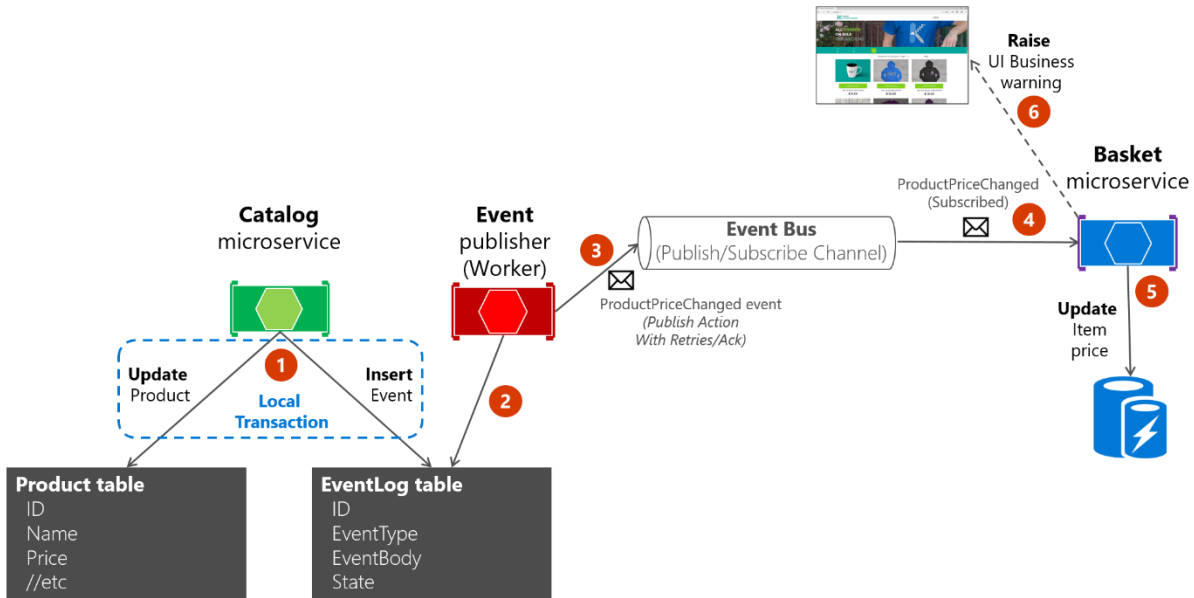 Raise
UI Business
warning
6
Basket
microservice
ProductPriceChanged
(Subscribed)
4
Catalog
microservice
Event
publisher
(Worker)
3
Event Bus
(Publish/Subscribe Channel)
ProductPriceChanged event
(Publish Action
With Retries/Ack)
5
Update
Item
price
1
Update
Product
Insert
Event
Local
Transaction
2
Product table
ID
Name
Price
//etc
EventLog table
ID
EventType
EventBody
State